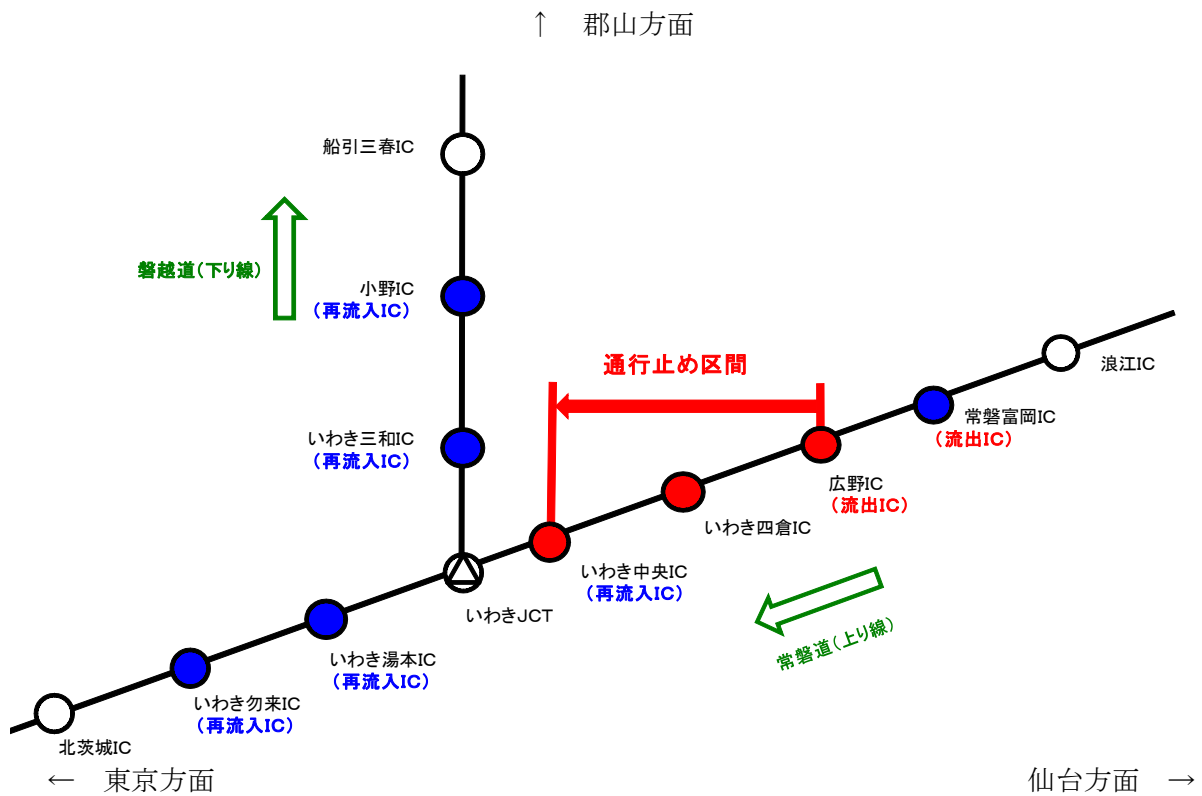 ↑ 郡山方面
船引三春IC
磐越道(下り線)
小野IC
(再流入IC)
通行止め区間
浪江IC
常磐富岡IC
(流出IC)
いわき三和IC
(再流入IC)
広野IC
(流出IC)
いわき四倉IC
いわき中央IC
(再流入IC)
いわきJCT
常磐道(上り線)
いわき湯本IC
(再流入IC)
いわき勿来IC
(再流入IC)
北茨城IC
← 東京方面
仙台方面 →